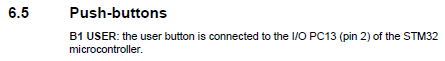 6.5 Push-buttons
B1 USER: the user button is connected to the I/O PC13 (pin 2) of the STM32
microcontroller.